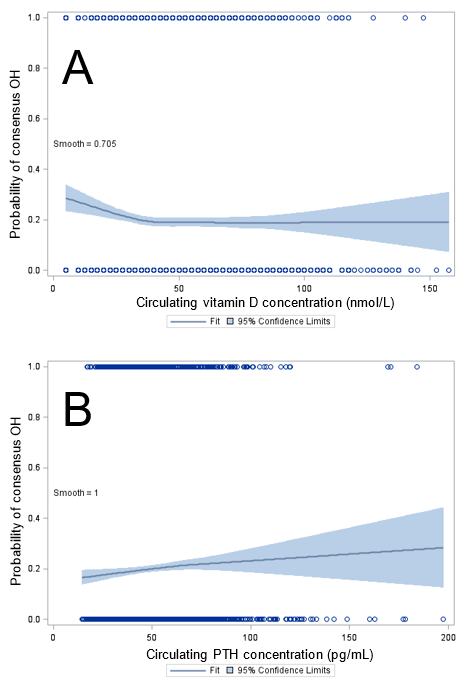 1.0
0.8
0.6
0.4
0.2
0.0
Probability of consensus OH
A
Smooth = 0.705
0 50 100 150
Circulating vitamin D concentration (nmol/L)
Fit 95% Confidence Limits
1.0
0.8
0.6
0.4
0.2
0.0
Probability of consensus OH
B
Smooth = 1
0 50 100 150 200
Circulating PTH concentration (pg/mL)
Fit 95% Confidence Limits